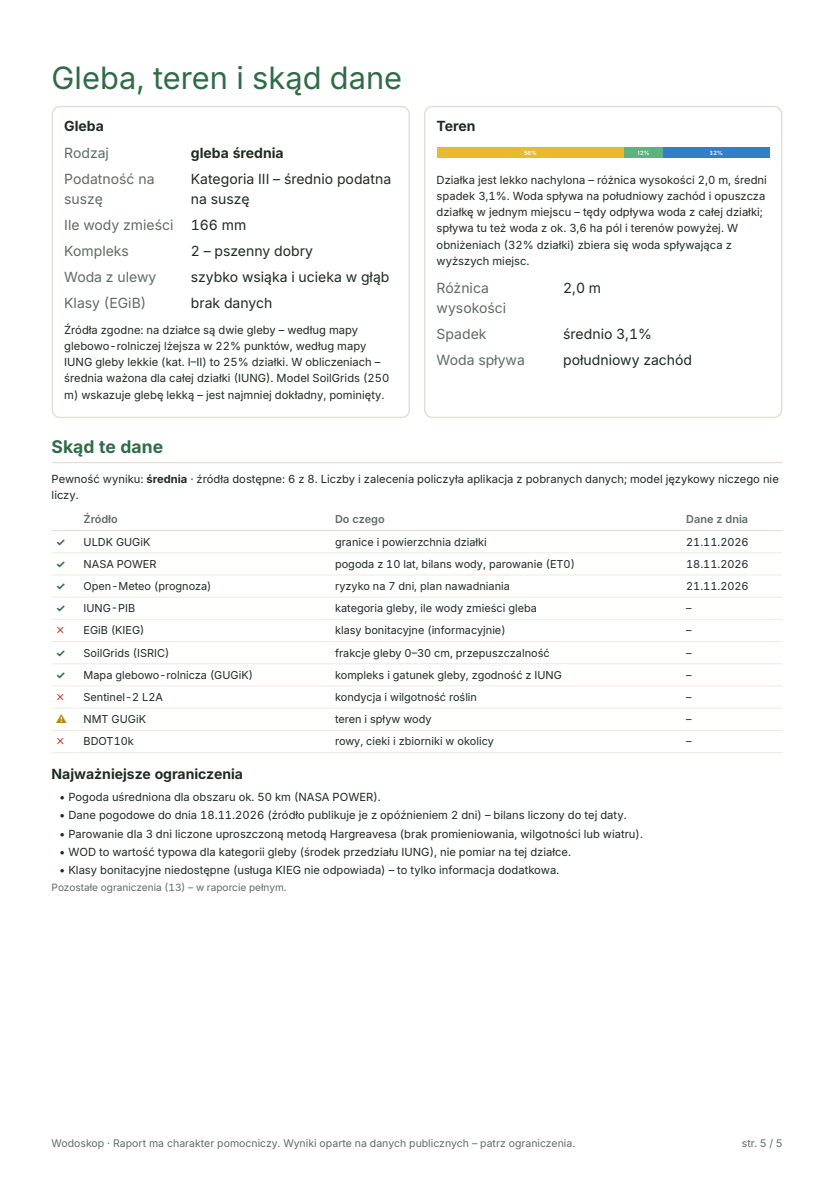 Gleba, teren i skąd dane
Gleba
Rodzaj gleba średnia
Podatność na suszę Kategoria III – średnio podatna na suszę
Ile wody zmieści 166 mm
Kompleks 2 – pszenny dobry
Woda z ulewy szybko wsiąka i ucieka w głąb
Klasy (EGiB) brak danych
Źródła zgodne: na działce są dwie gleby – według mapy
glebowo-rolniczej lżejsza w 22% punktów, według mapy
IUNG gleby lekkie (kat. I–II) to 25% działki. W obliczeniach –
średnia ważona dla całej działki (IUNG). Model SoilGrids (250
m) wskazuje glebę lekką – jest najmniej dokładny, pominięty.
Teren
56% 12% 32%
Działka jest lekko nachylona – różnica wysokości 2,0 m, średni
spadek 3,1%. Woda spływa na południowy zachód i opuszcza
działkę w jednym miejscu – tędy odpływa woda z całej działki;
spływa tu też woda z ok. 3,6 ha pól i terenów powyżej. W
obniżeniach (32% działki) zbiera się woda spływająca z
wyższych miejsc.
Różnica wysokości 2,0 m
Spadek średnio 3,1%
Woda spływa południowy zachód
Skąd te dane
Pewność wyniku: średnia · źródła dostępne: 6 z 8. Liczby i zalecenia policzyła aplikacja z pobranych danych; model językowy niczego nie
liczy.
Źródło Do czego Dane z dnia
✓ ULDK GUGiK granice i powierzchnia działki 21.11.2026
✓ NASA POWER pogoda z 10 lat, bilans wody, parowanie (ET0) 18.11.2026
✓ Open-Meteo (prognoza) ryzyko na 7 dni, plan nawadniania 21.11.2026
✓ IUNG-PIB kategoria gleby, ile wody zmieści gleba –
✕ EGiB (KIEG) klasy bonitacyjne (informacyjnie) –
✓ SoilGrids (ISRIC) frakcje gleby 0–30 cm, przepuszczalność –
✓ Mapa glebowo-rolnicza (GUGiK) kompleks i gatunek gleby, zgodność z IUNG –
✕ Sentinel-2 L2A kondycja i wilgotność roślin –
⚠ NMT GUGiK teren i spływ wody –
✕ BDOT10k rowy, cieki i zbiorniki w okolicy –
Najważniejsze ograniczenia
• Pogoda uśredniona dla obszaru ok. 50 km (NASA POWER).
• Dane pogodowe do dnia 18.11.2026 (źródło publikuje je z opóźnieniem 2 dni) – bilans liczony do tej daty.
• Parowanie dla 3 dni liczone uproszczoną metodą Hargreavesa (brak promieniowania, wilgotności lub wiatru).
• WOD to wartość typowa dla kategorii gleby (środek przedziału IUNG), nie pomiar na tej działce.
• Klasy bonitacyjne niedostępne (usługa KIEG nie odpowiada) – to tylko informacja dodatkowa.
Pozostałe ograniczenia (13) – w raporcie pełnym.
Wodoskop · Raport ma charakter pomocniczy. Wyniki oparte na danych publicznych – patrz ograniczenia. str. 5 / 5